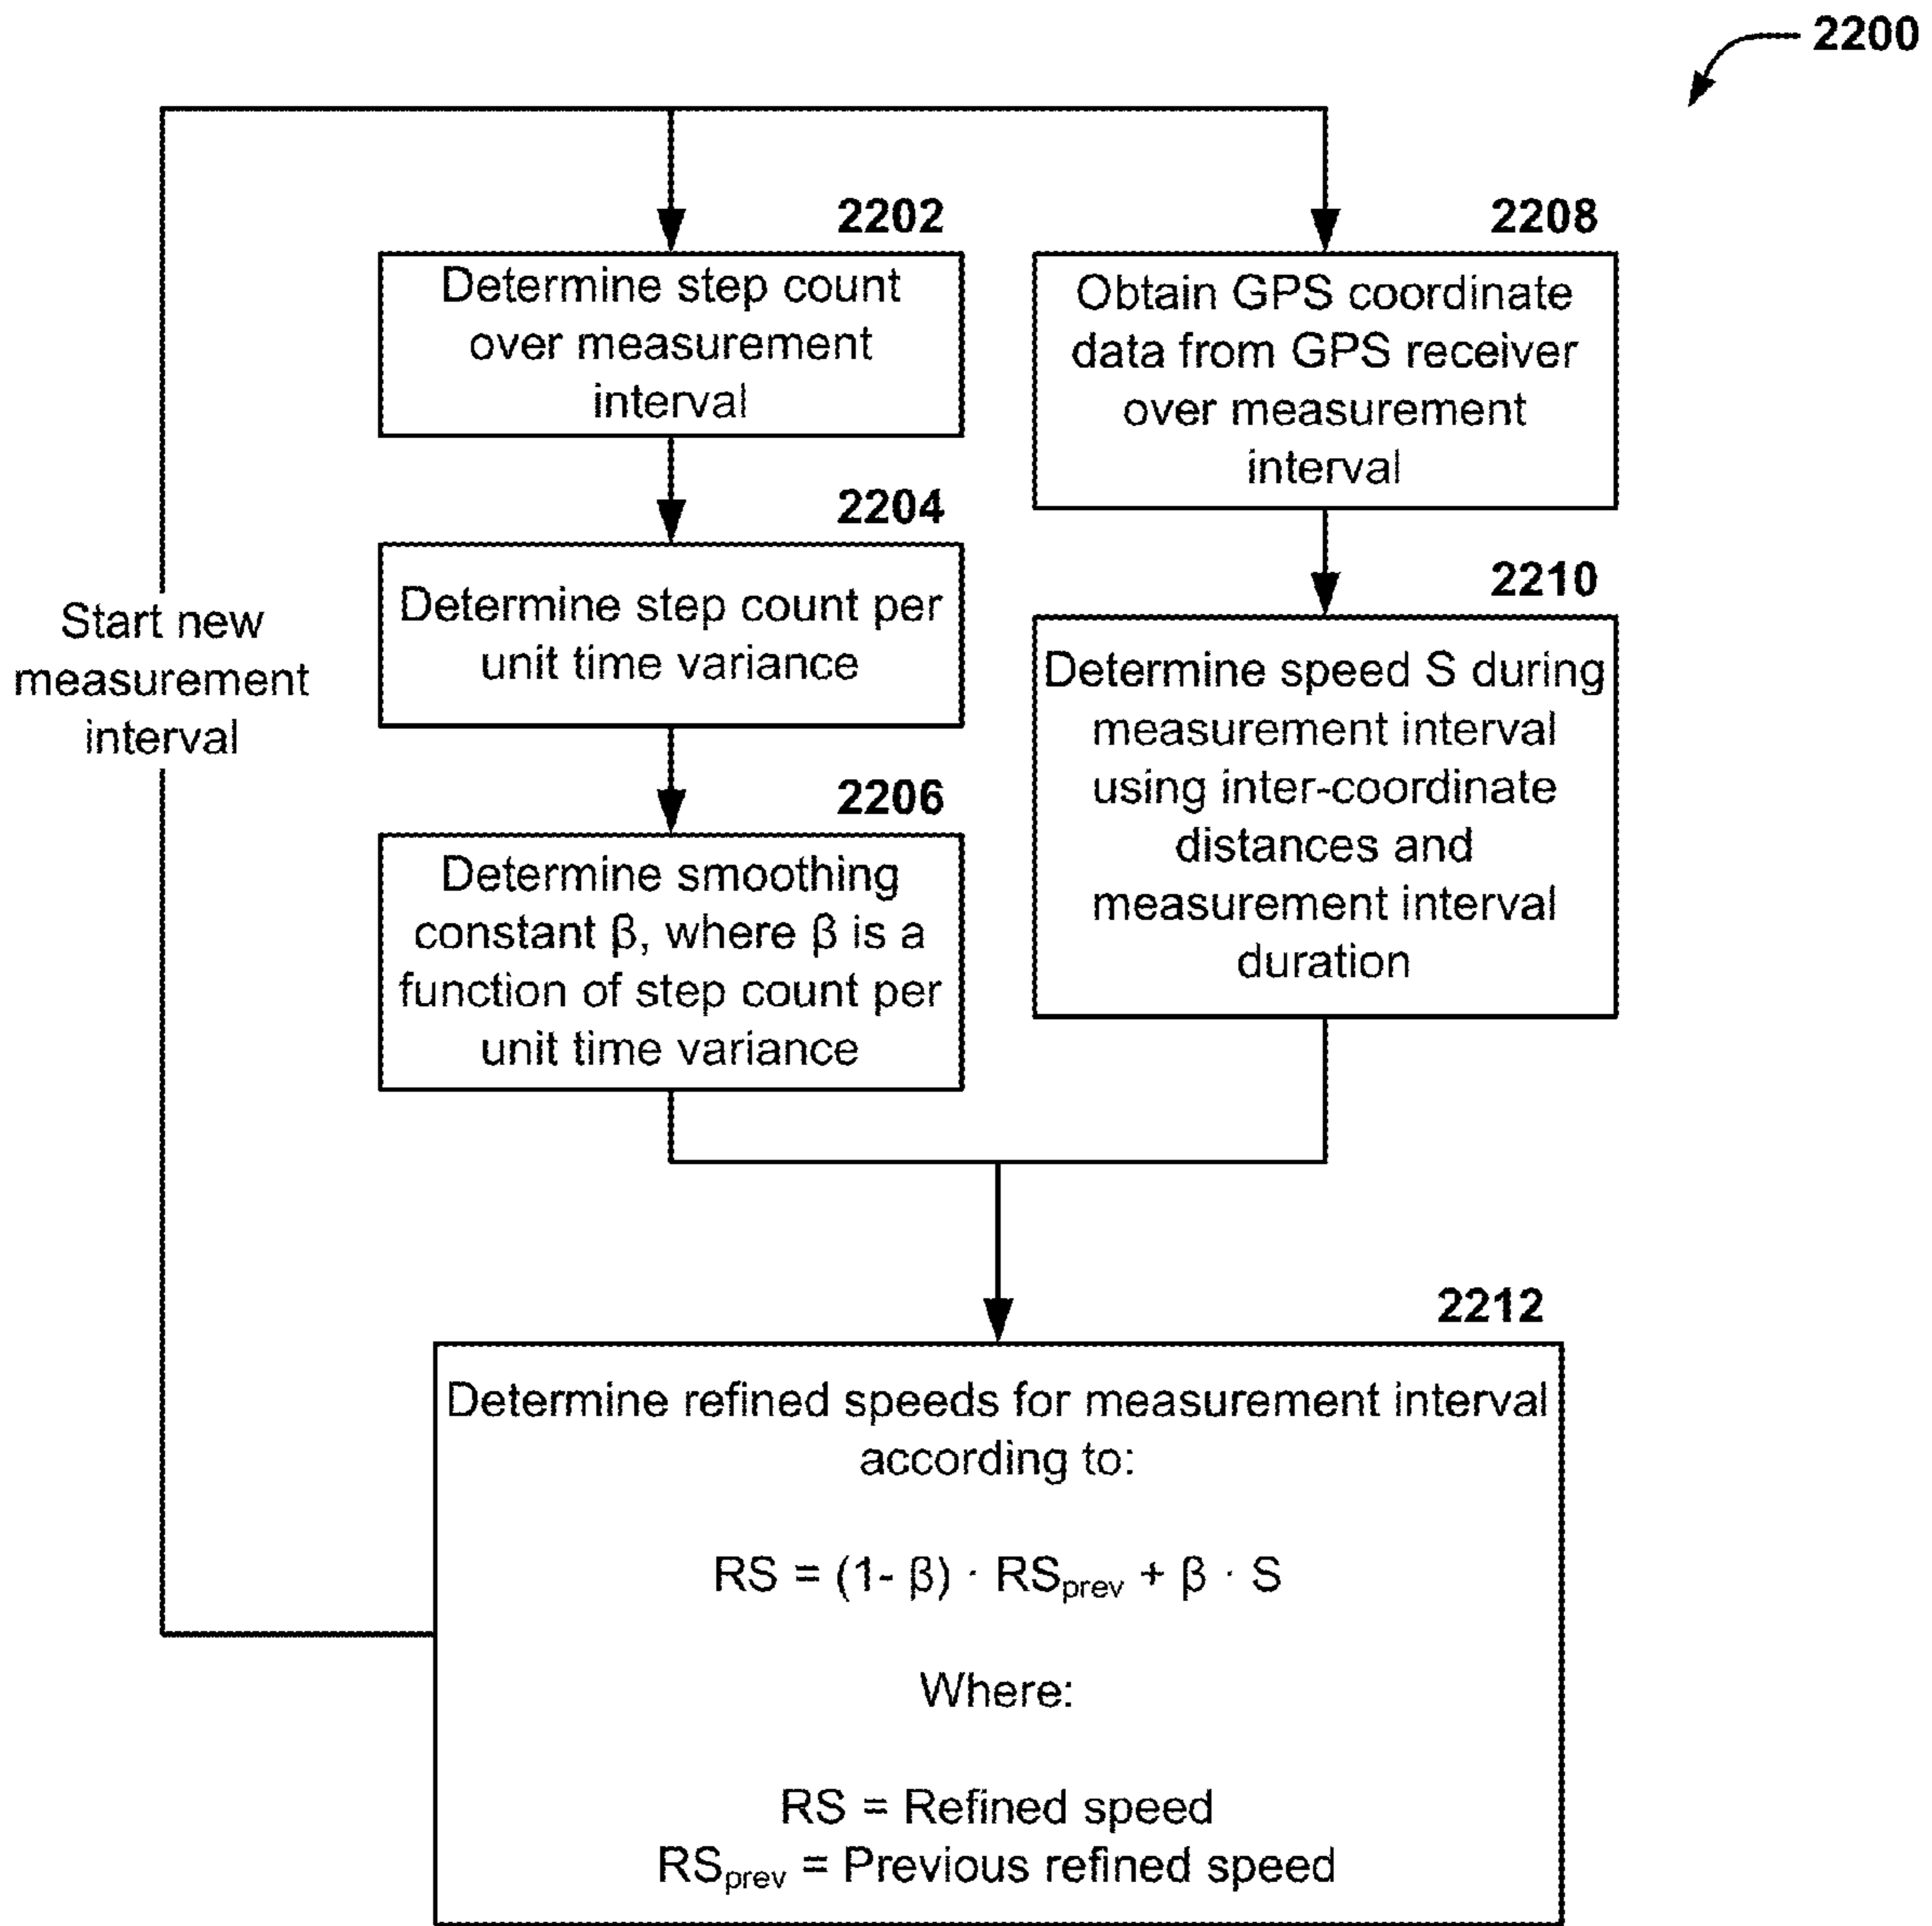 2200
2202
Determine step count
over measurement
interval
2208
Obtain GPS coordinate
data from GPS receiver
over measurement
interval
2204
Determine step count per
unit time variance
2210
Determine speed S during
measurement interval
using inter-coordinate
distances and
measurement interval
duration
Start new
measurement
interval
2206
Determine smoothing
constant β, where β is a
function of step count per
unit time variance
2212
Determine refined speeds for measurement interval
according to:
RS = (1- β) · RSprev + β · S
Where:
RS = Refined speed
RSprev = Previous refined speed